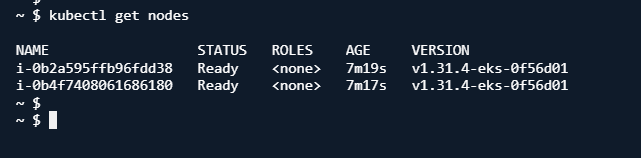 ~ $ kubectl get nodes
NAME STATUS ROLES AGE VERSION
i-0b2a595ffb96fdd38 Ready <none> 7m19s v1.31.4-eks-0f56d01
i-0b4f7408061686180 Ready <none> 7m17s v1.31.4-eks-0f56d01
~ $
~ $